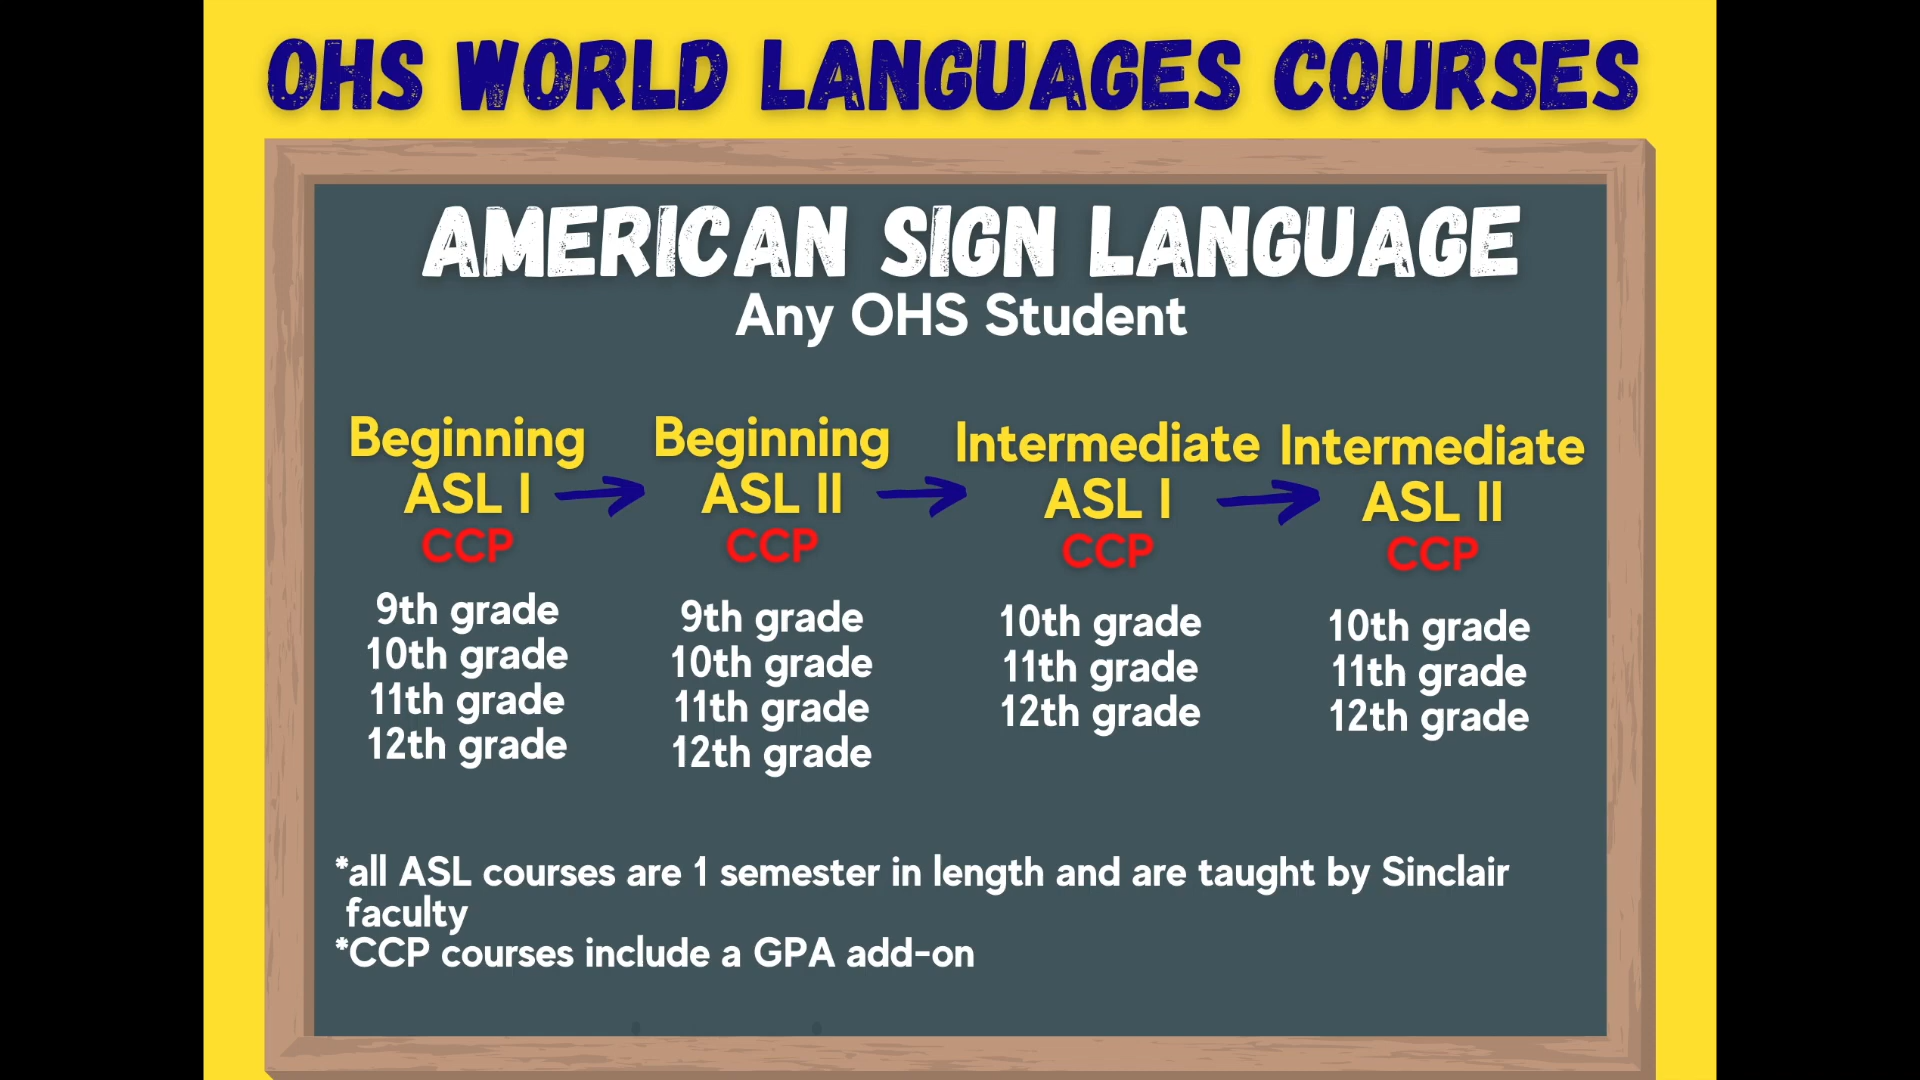 OHS WORLD LANGUAGES COURSES
AMERICAN SIGN LANGUAGE
Any OHS Student
Beginning
ASL I
CCP
9th grade
10th grade
11th grade
12th grade
Beginning
ASL II
CCP
9th grade
10th grade
11th grade
12th grade
Intermediate
ASL I
CCP
10th grade
11th grade
12th grade
Intermediate
ASL II
CCP
10th grade
11th grade
12th grade
*all ASL courses are 1 semester in length and are taught by Sinclair
faculty
*CCP courses include a GPA add-on